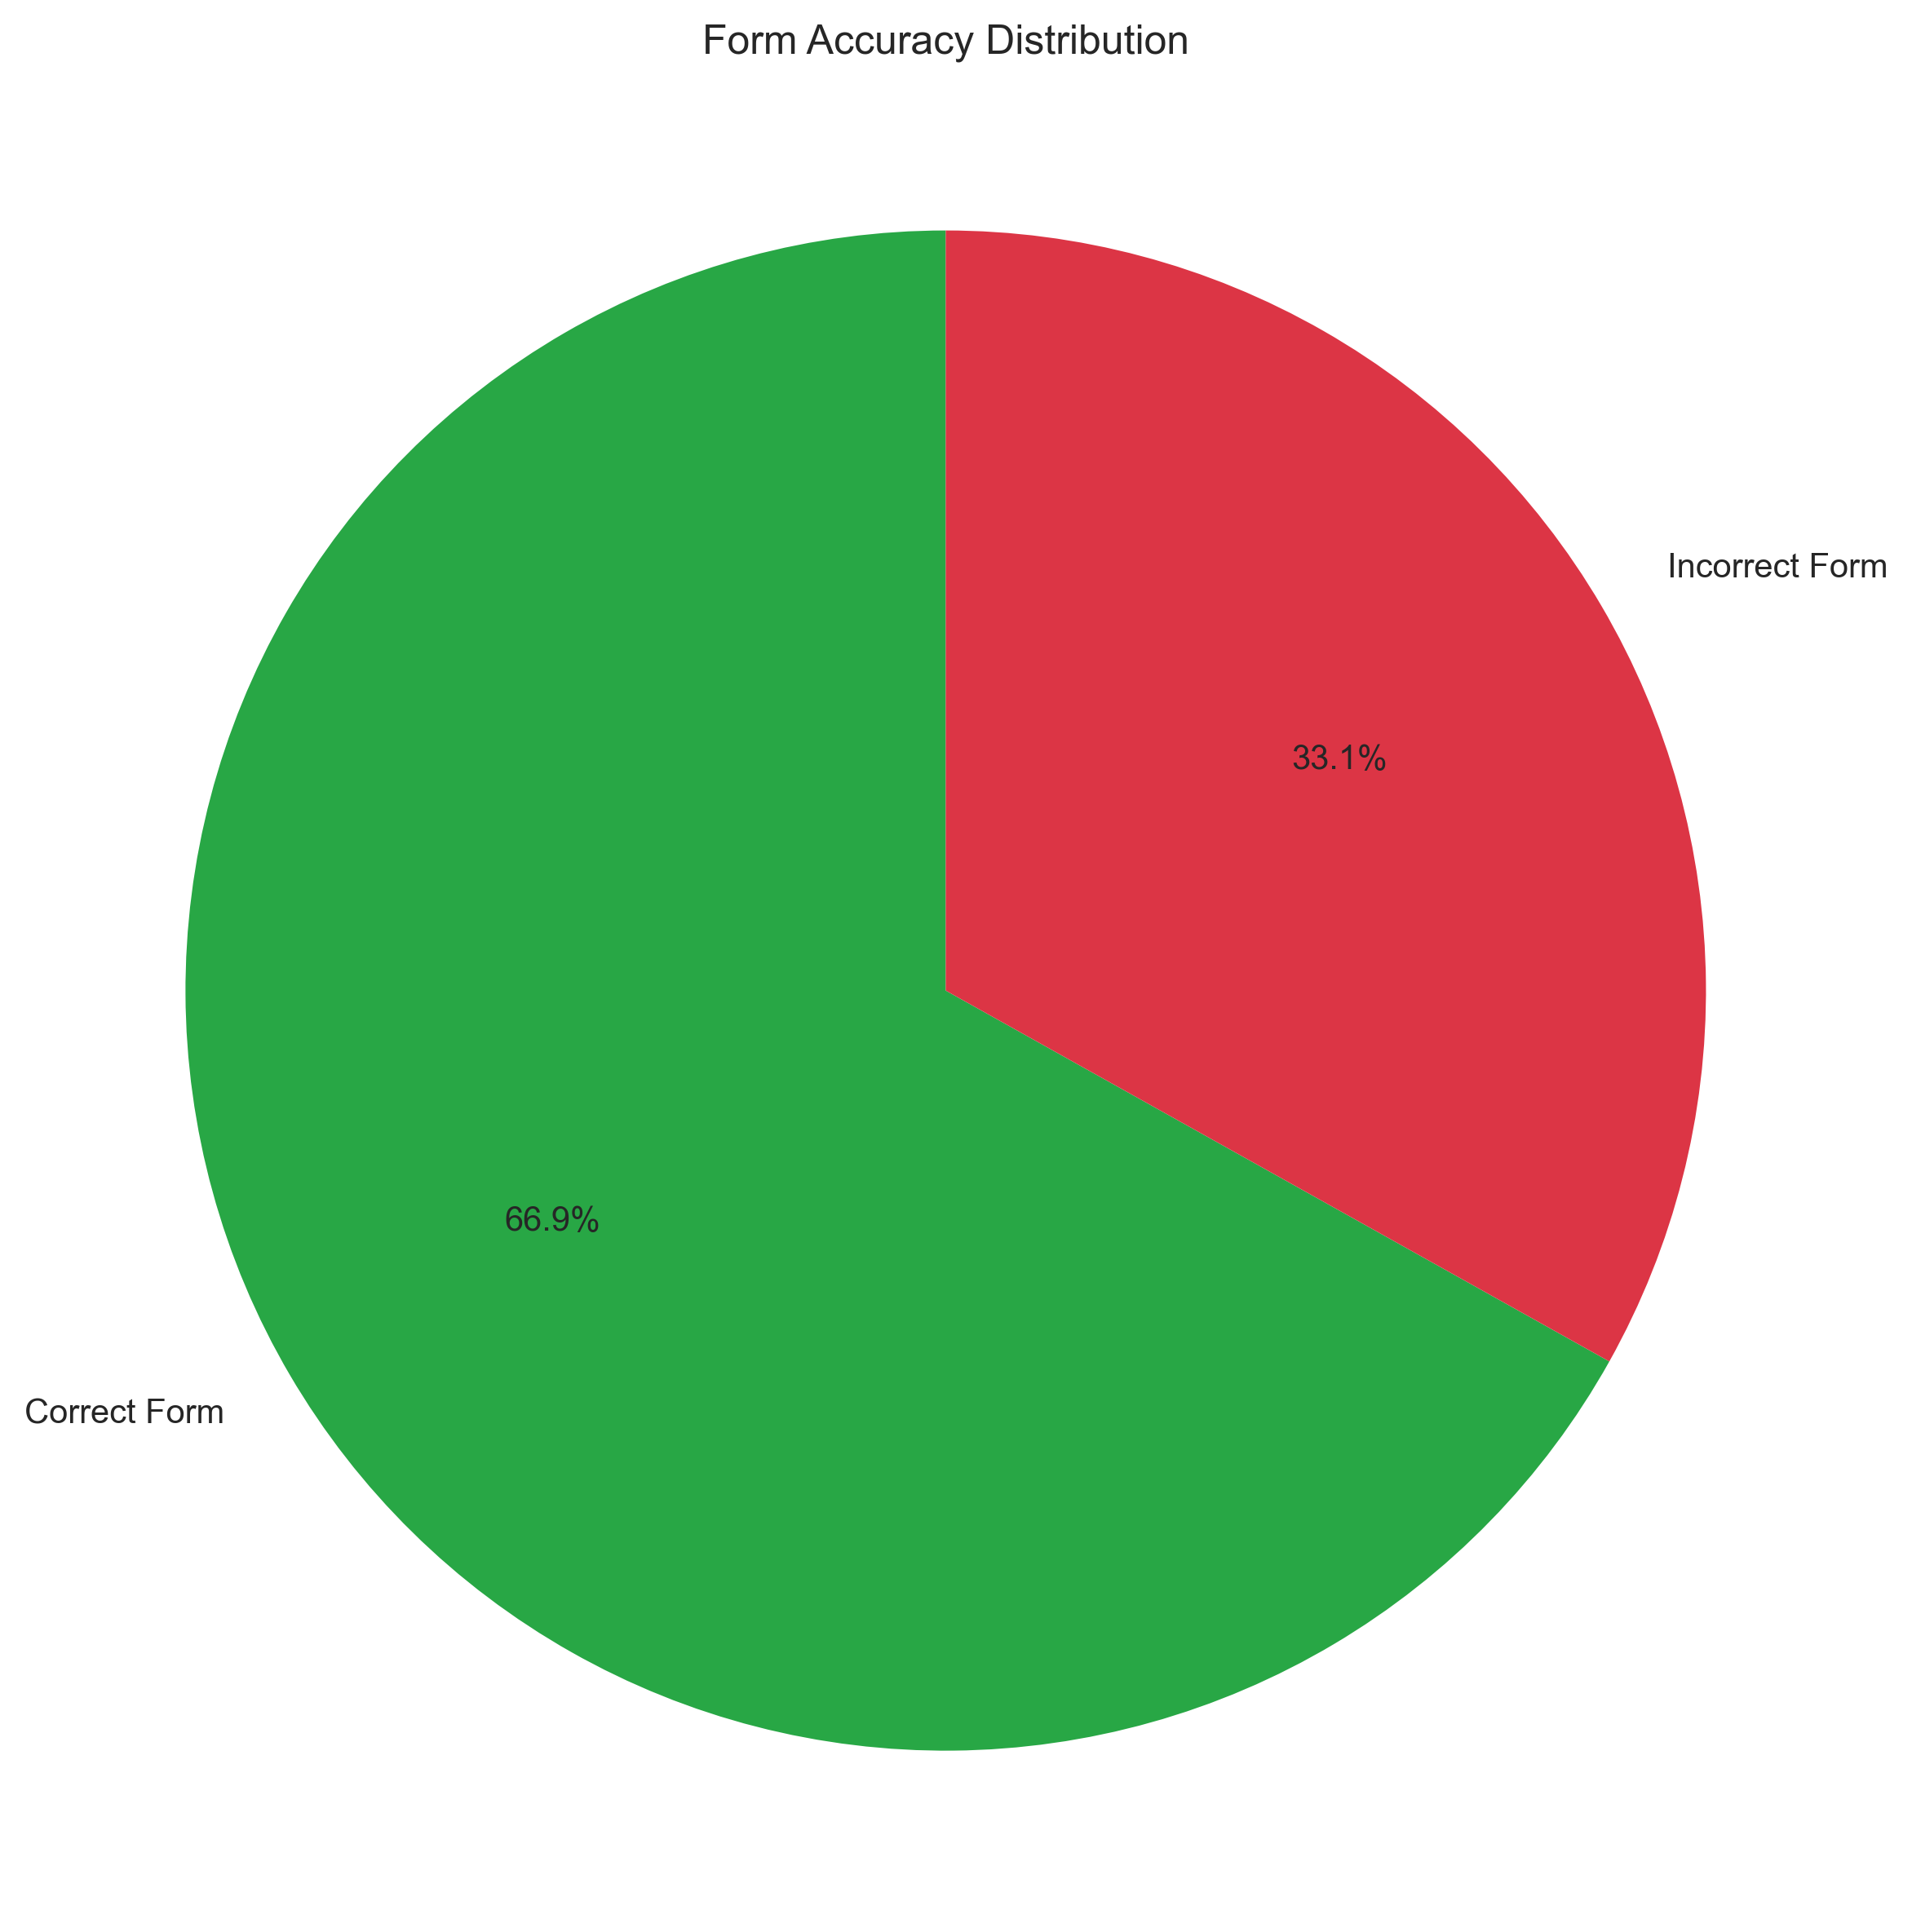 Form Accuracy Distribution
Incorrect Form
33.1%
66.9%
Correct Form